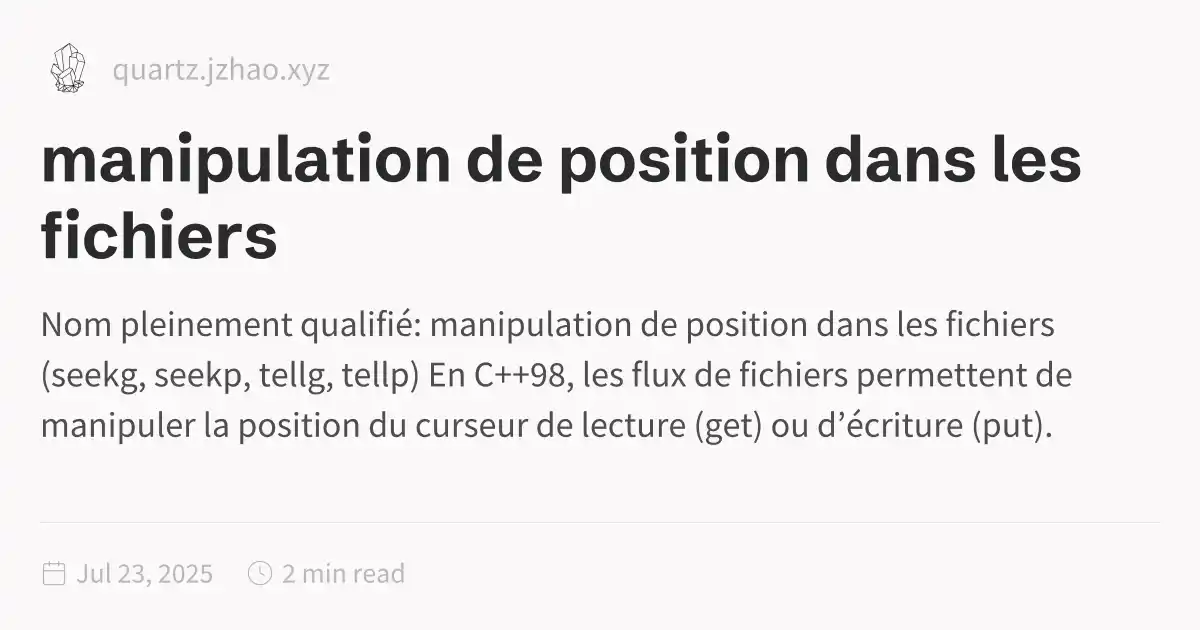 quartz.jzhao.xyz
manipulation de position dans les
fichiers
Nom pleinement qualifié: manipulation de position dans les fichiers
(seekg, seekp, tellg, tellp) En C++98, les flux de fichiers permettent de
manipuler la position du curseur de lecture (get) ou d’écriture (put).
Jul 23, 2025 2 min read